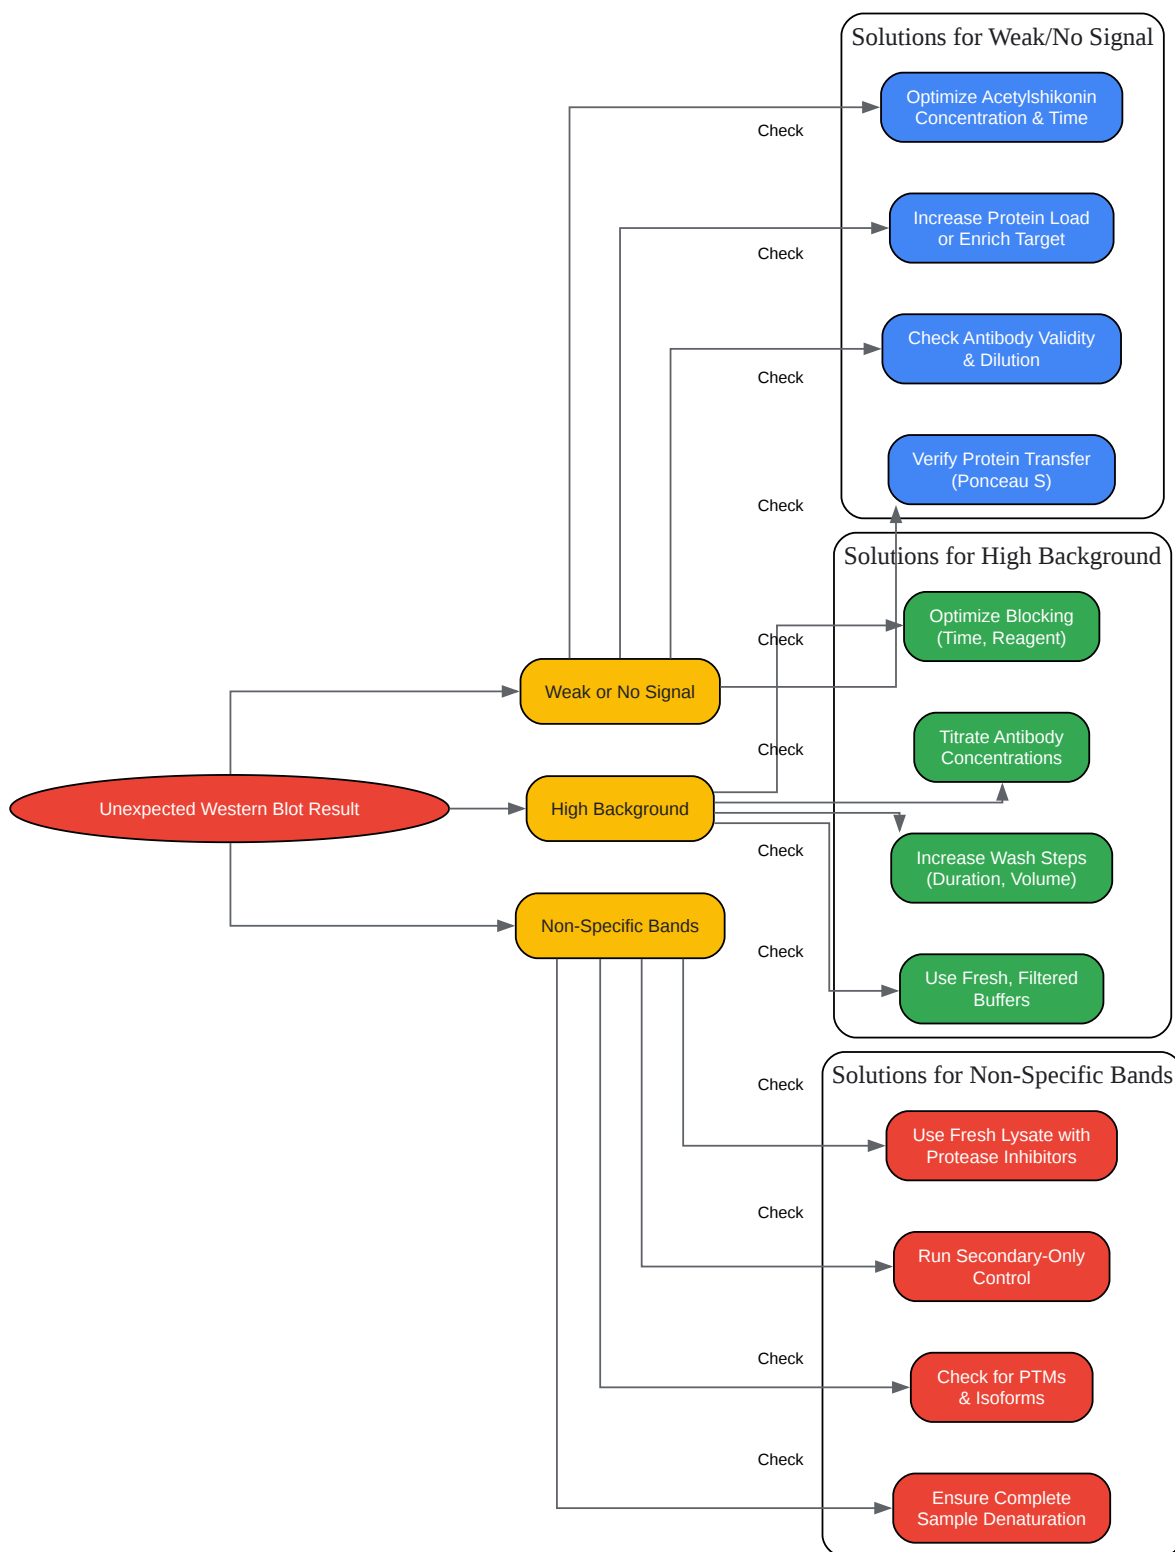 Solutions for Weak/No Signal
Optimize Acetylshikonin
Concentration & Time
Check
Increase Protein Load
or Enrich Target
Check
Check Antibody Validity
& Dilution
Check
Verify Protein Transfer
(Ponceau S)
Check
Solutions for High Background
Optimize Blocking
(Time, Reagent)
Check
Weak or No Signal
Titrate Antibody
Concentrations
Check
Unexpected Western Blot Result
High Background
Increase Wash Steps
(Duration, Volume)
Check
Non-Specific Bands
Check
Use Fresh, Filtered
Buffers
Solutions for Non-Specific Bands
Check
Use Fresh Lysate with
Protease Inhibitors
Check
Run Secondary-Only
Control
Check
Check for PTMs
& Isoforms
Check
Ensure Complete
Sample Denaturation